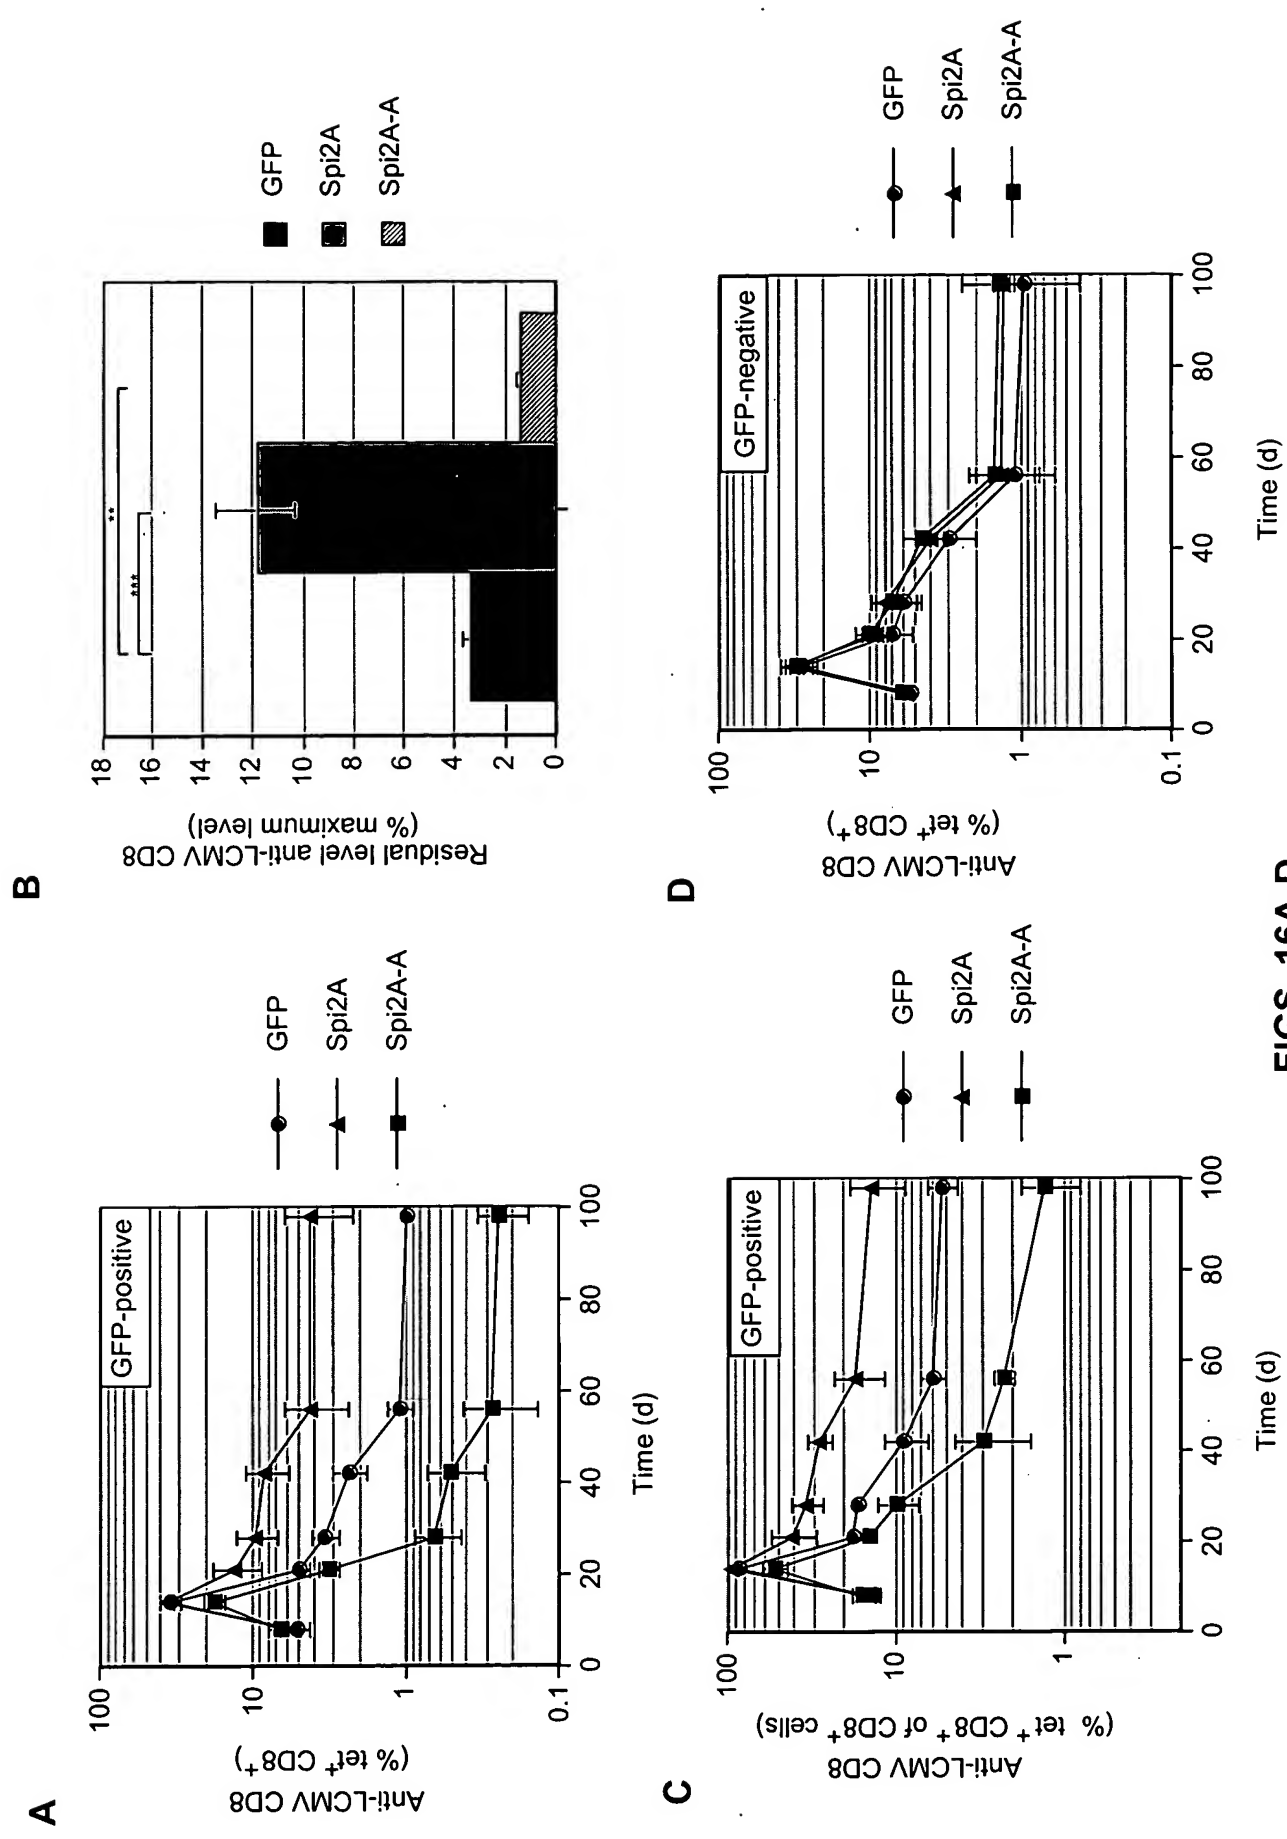 A
Anti-LCMV CD8
(% tet+ CD8+)
100
10
1
0.1
GFP-positive
0
20
40
60
80
100
Time (d)
GFP
Spi2A
Spi2A-A
B
Residual level anti-LCMV CD8
(% maximum level)
18
16
14
12
10
8
6
4
2
0
**
***
GFP
Spi2A
Spi2A-A
C
Anti-LCMV CD8
(% tet+ CD8+ of CD8+ cells)
100
10
1
GFP-positive
0
20
40
60
80
100
Time (d)
GFP
Spi2A
Spi2A-A
D
Anti-LCMV CD8
(% tet+ CD8+)
100
10
1
0.1
GFP-negative
0
20
40
60
80
100
Time (d)
GFP
Spi2A
Spi2A-A
FIGS. 16A-D